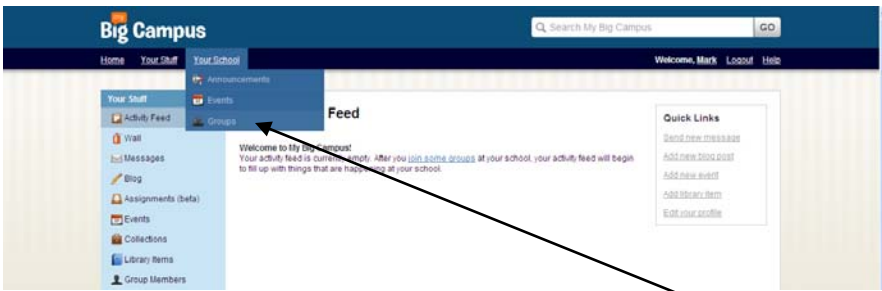 my
Big Campus
Search My Big Campus
GO
Home Your Stuff Your School
Welcome, Mark Logout Help
Announcements
Events
Groups
Your Stuff
Activity Feed
Wall
Messages
Blog
Assignments (beta)
Events
Collections
Library Items
Group Members
Feed
Welcome to My Big Campus!
Your activity feed is currently empty. After you join some groups at your school, your activity feed will begin
to fill up with things that are happening at your school.
Quick Links
Send new message
Add new blog post
Add new event
Add library item
Edit your profile